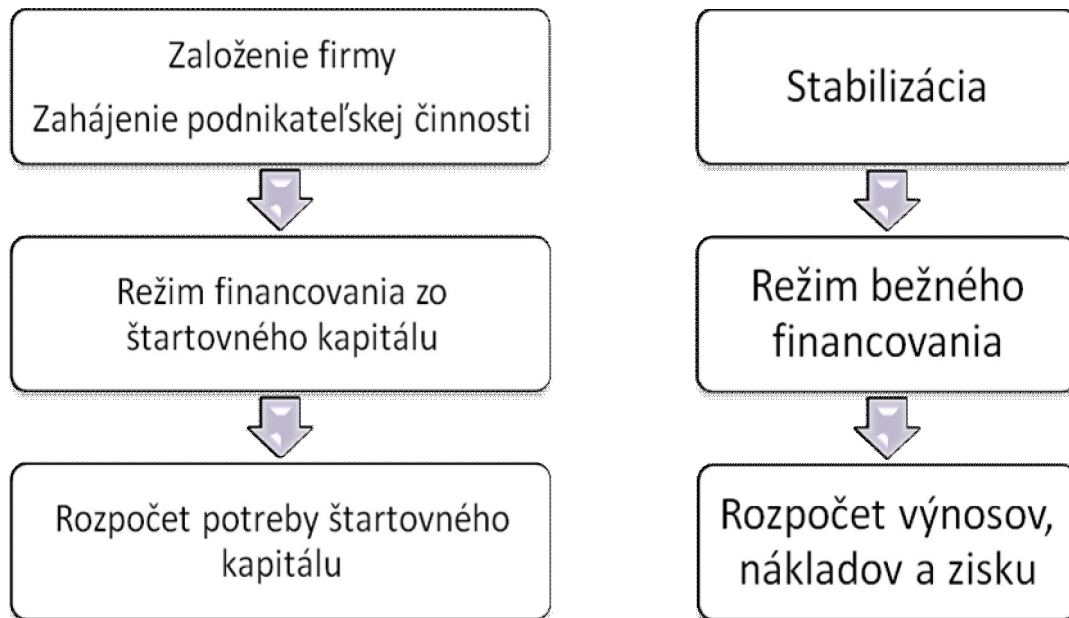 Založenie firmy
Zahájenie podnikateľskej činnosti
Režim financovania zo
štartovného kapitálu
Rozpočet potreby štartovného
kapitálu
Stabilizácia
Režim bežného
financovania
Rozpočet výnosov,
nákladov a zisku